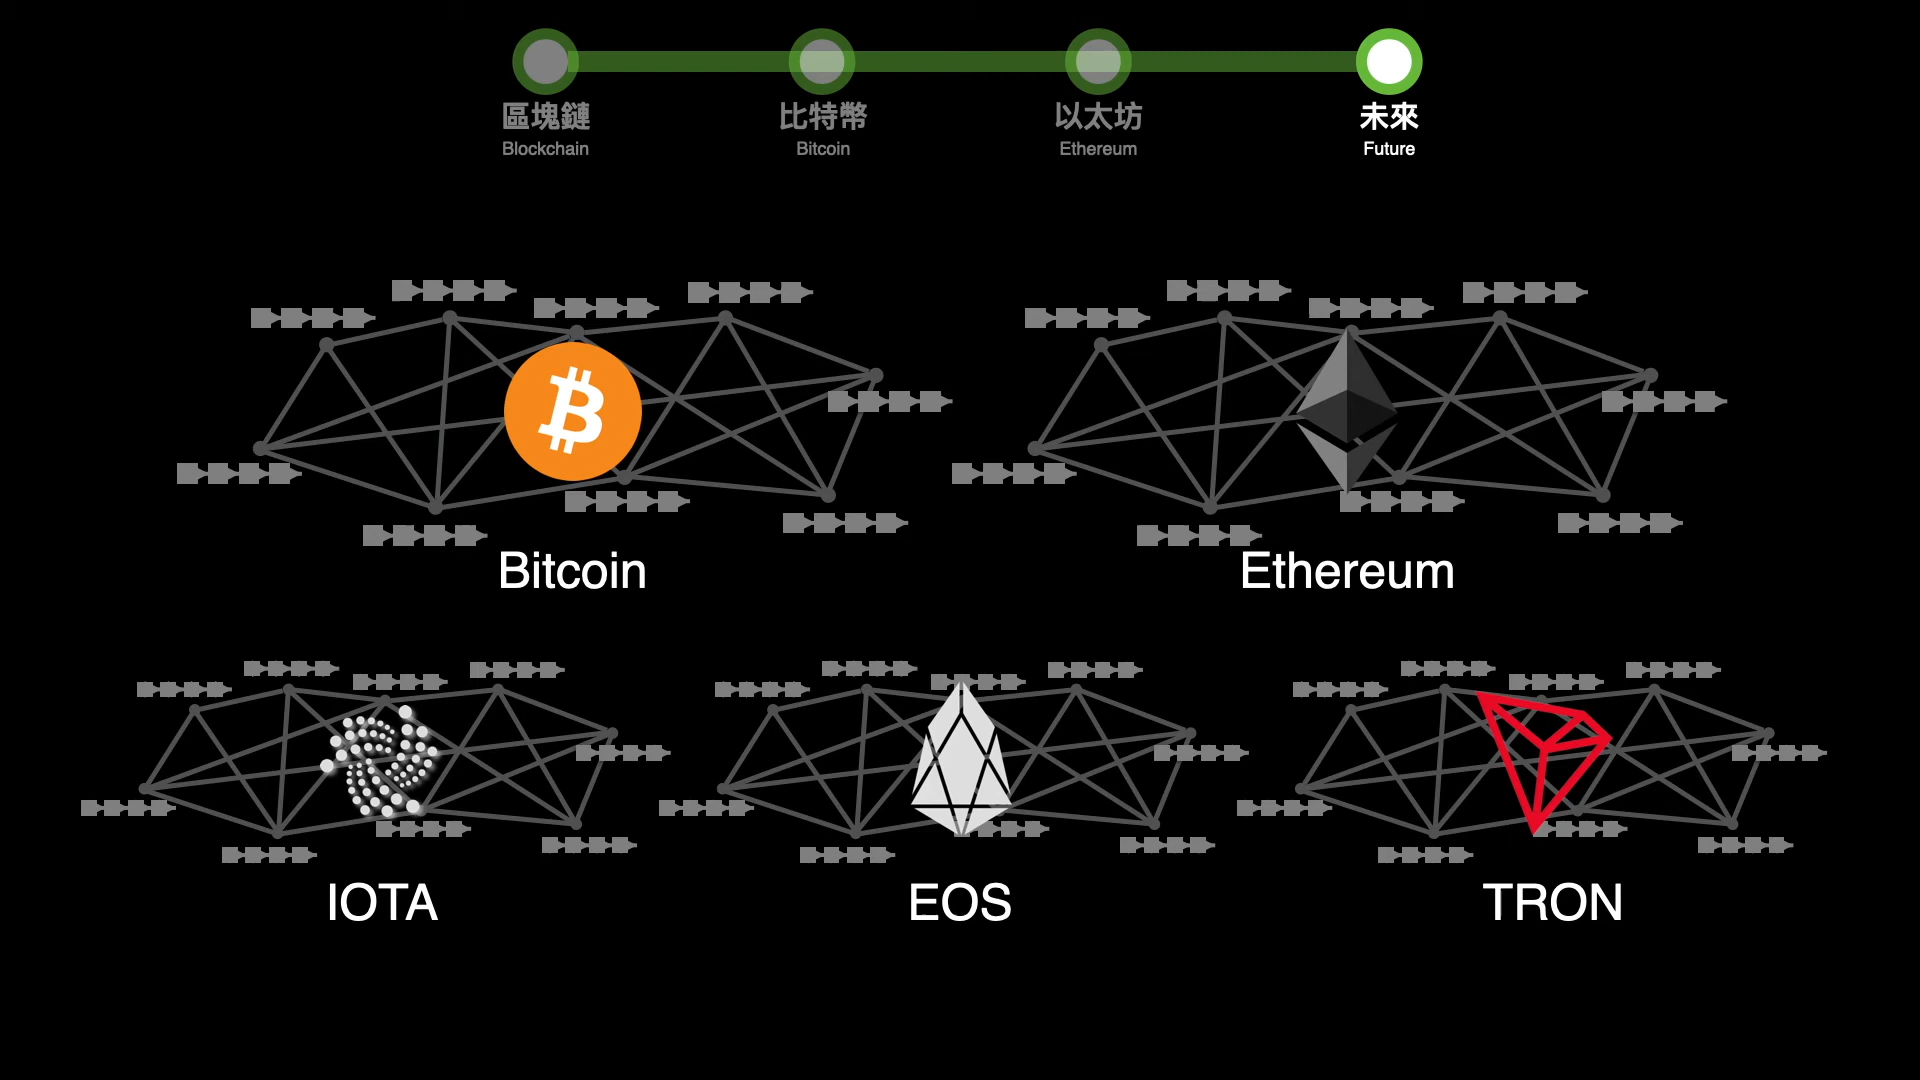 區塊鏈
Blockchain
比特幣
Bitcoin
以太坊
Ethereum
未來
Future
Bitcoin
Ethereum
IOTA
EOS
TRON